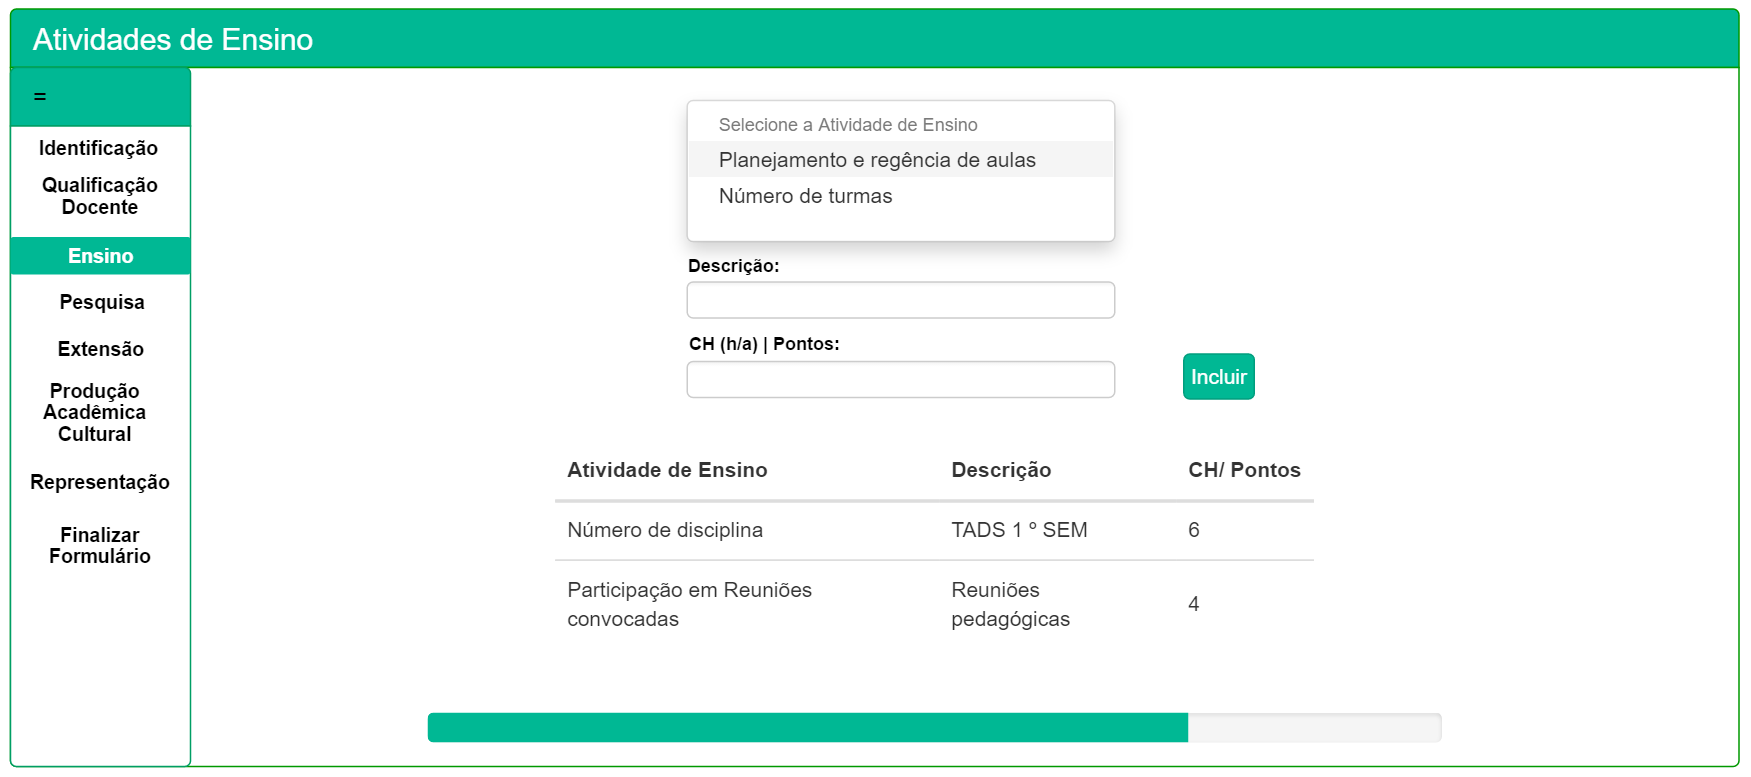 Atividades de Ensino
=
Identificação
Qualificação
Docente
Ensino
Pesquisa
Extensão
Produção
Acadêmica
Cultural
Representação
Finalizar
Formulário
Selecione a Atividade de Ensino
Planejamento e regência de aulas
Número de turmas
Descrição:
CH (h/a) | Pontos:
Incluir
Atividade de Ensino Descrição CH/ Pontos
Número de disciplina TADS 1 º SEM 6
Participação em Reuniões convocadas Reuniões pedagógicas 4